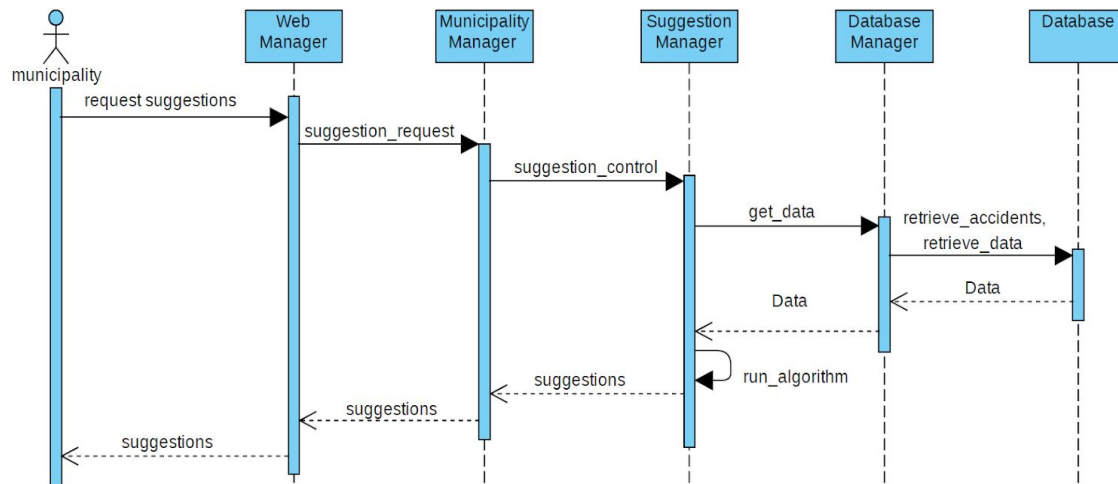 Web
Manager
Municipality
Manager
Suggestion
Manager
Database
Manager
Database
municipality
request suggestions
suggestion_request
suggestion_control
get_data
retrieve_accidents,
retrieve_data
Data
Data
run_algorithm
suggestions
suggestions
suggestions